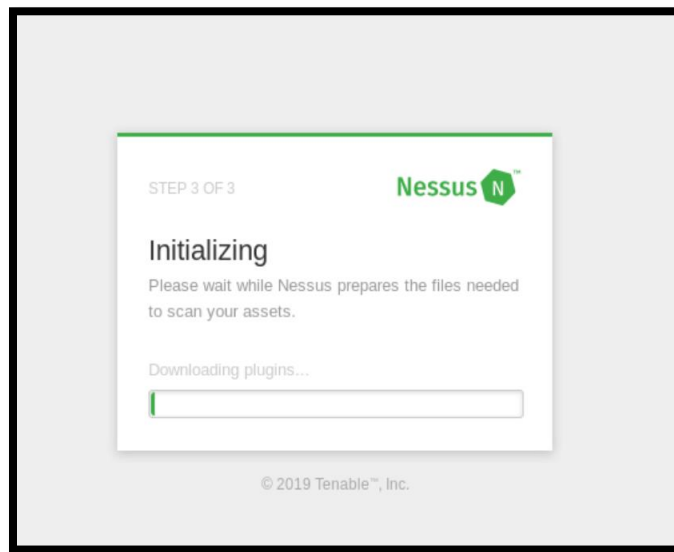 STEP 3 OF 3
Nessus N ™
Initializing
Please wait while Nessus prepares the files needed
to scan your assets.
Downloading plugins...
© 2019 Tenable™, Inc.